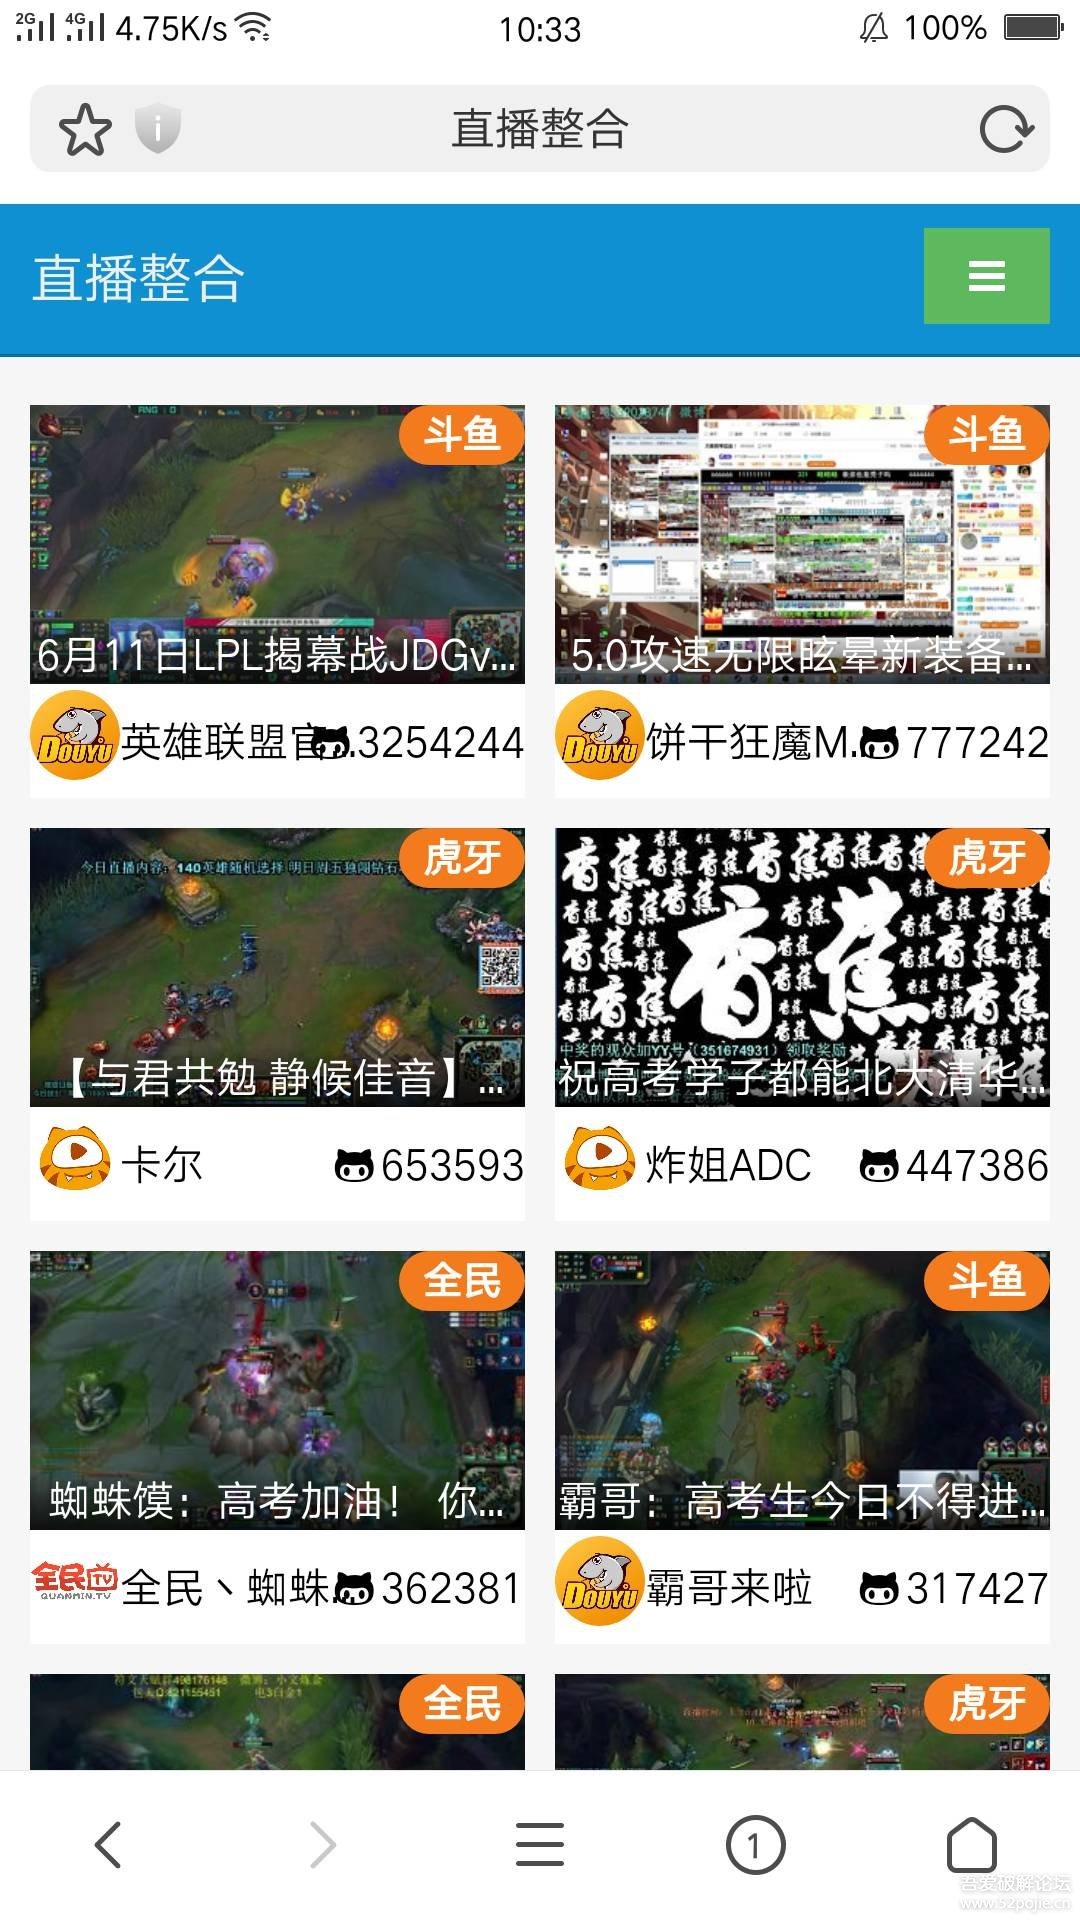 2G 4G 4.75K/s 10:33 100%
直播整合
直播整合
斗鱼
斗鱼
6月11日LPL揭幕战JDGv...
5.0攻速无限眩晕新装备...
DOUYU 英雄联盟官...3254244
DOUYU 饼干狂魔M...777242
今日直播内容：140英雄随机选择 明日周五独闯钻石
虎牙
虎牙
香蕉
中奖的观众加YY号（351674931）领取奖励
【与君共勉 静候佳音】...
祝高考学子都能北大清华...
卡尔 653593
炸姐ADC 447386
全民
斗鱼
蜘蛛馍：高考加油！ 你...
霸哥：高考生今日不得进...
全民TV QUANMIN.TV 全民丶蜘蛛... 362381
DOUYU 霸哥来啦 317427
全民
虎牙
1
吾爱破解论坛
www.52pojie.cn